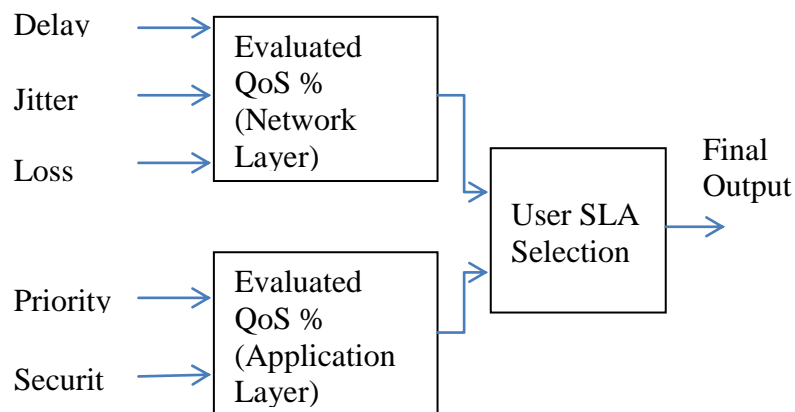 Delay
Jitter
Loss
Evaluated
QoS %
(Network
Layer)
Priority
Securit
Evaluated
QoS %
(Application
Layer)
User SLA
Selection
Final
Output